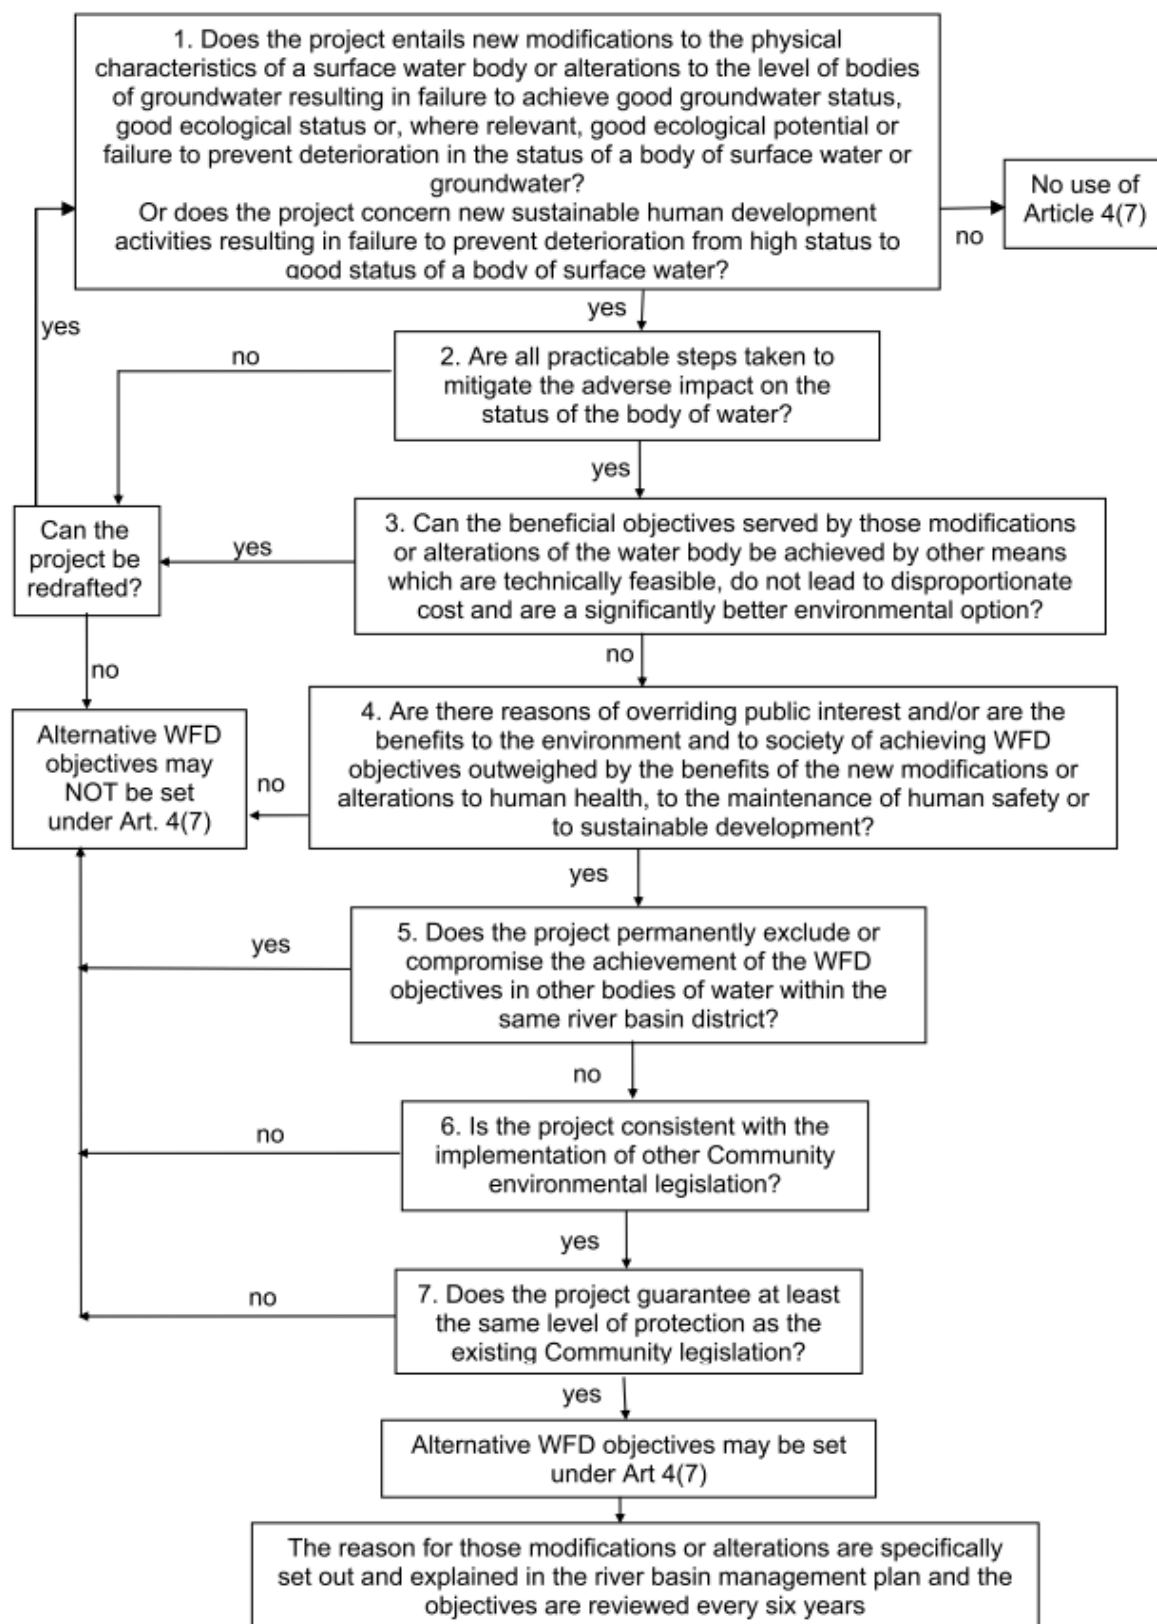 1. Does the project entails new modifications to the physical
characteristics of a surface water body or alterations to the level of bodies
of groundwater resulting in failure to achieve good groundwater status,
good ecological status or, where relevant, good ecological potential or
failure to prevent deterioration in the status of a body of surface water or
groundwater?
Or does the project concern new sustainable human development
activities resulting in failure to prevent deterioration from high status to
good status of a body of surface water?
no
No use of
Article 4(7)
yes
yes
2. Are all practicable steps taken to
mitigate the adverse impact on the
status of the body of water?
no
yes
Can the
project be
redrafted?
yes
3. Can the beneficial objectives served by those modifications
or alterations of the water body be achieved by other means
which are technically feasible, do not lead to disproportionate
cost and are a significantly better environmental option?
no
no
Alternative WFD
objectives may
NOT be set
under Art. 4(7)
no
4. Are there reasons of overriding public interest and/or are the
benefits to the environment and to society of achieving WFD
objectives outweighed by the benefits of the new modifications or
alterations to human health, to the maintenance of human safety or
to sustainable development?
yes
yes
5. Does the project permanently exclude or
compromise the achievement of the WFD
objectives in other bodies of water within the
same river basin district?
no
no
6. Is the project consistent with the
implementation of other Community
environmental legislation?
yes
no
7. Does the project guarantee at least
the same level of protection as the
existing Community legislation?
yes
Alternative WFD objectives may be set
under Art 4(7)
The reason for those modifications or alterations are specifically
set out and explained in the river basin management plan and the
objectives are reviewed every six years